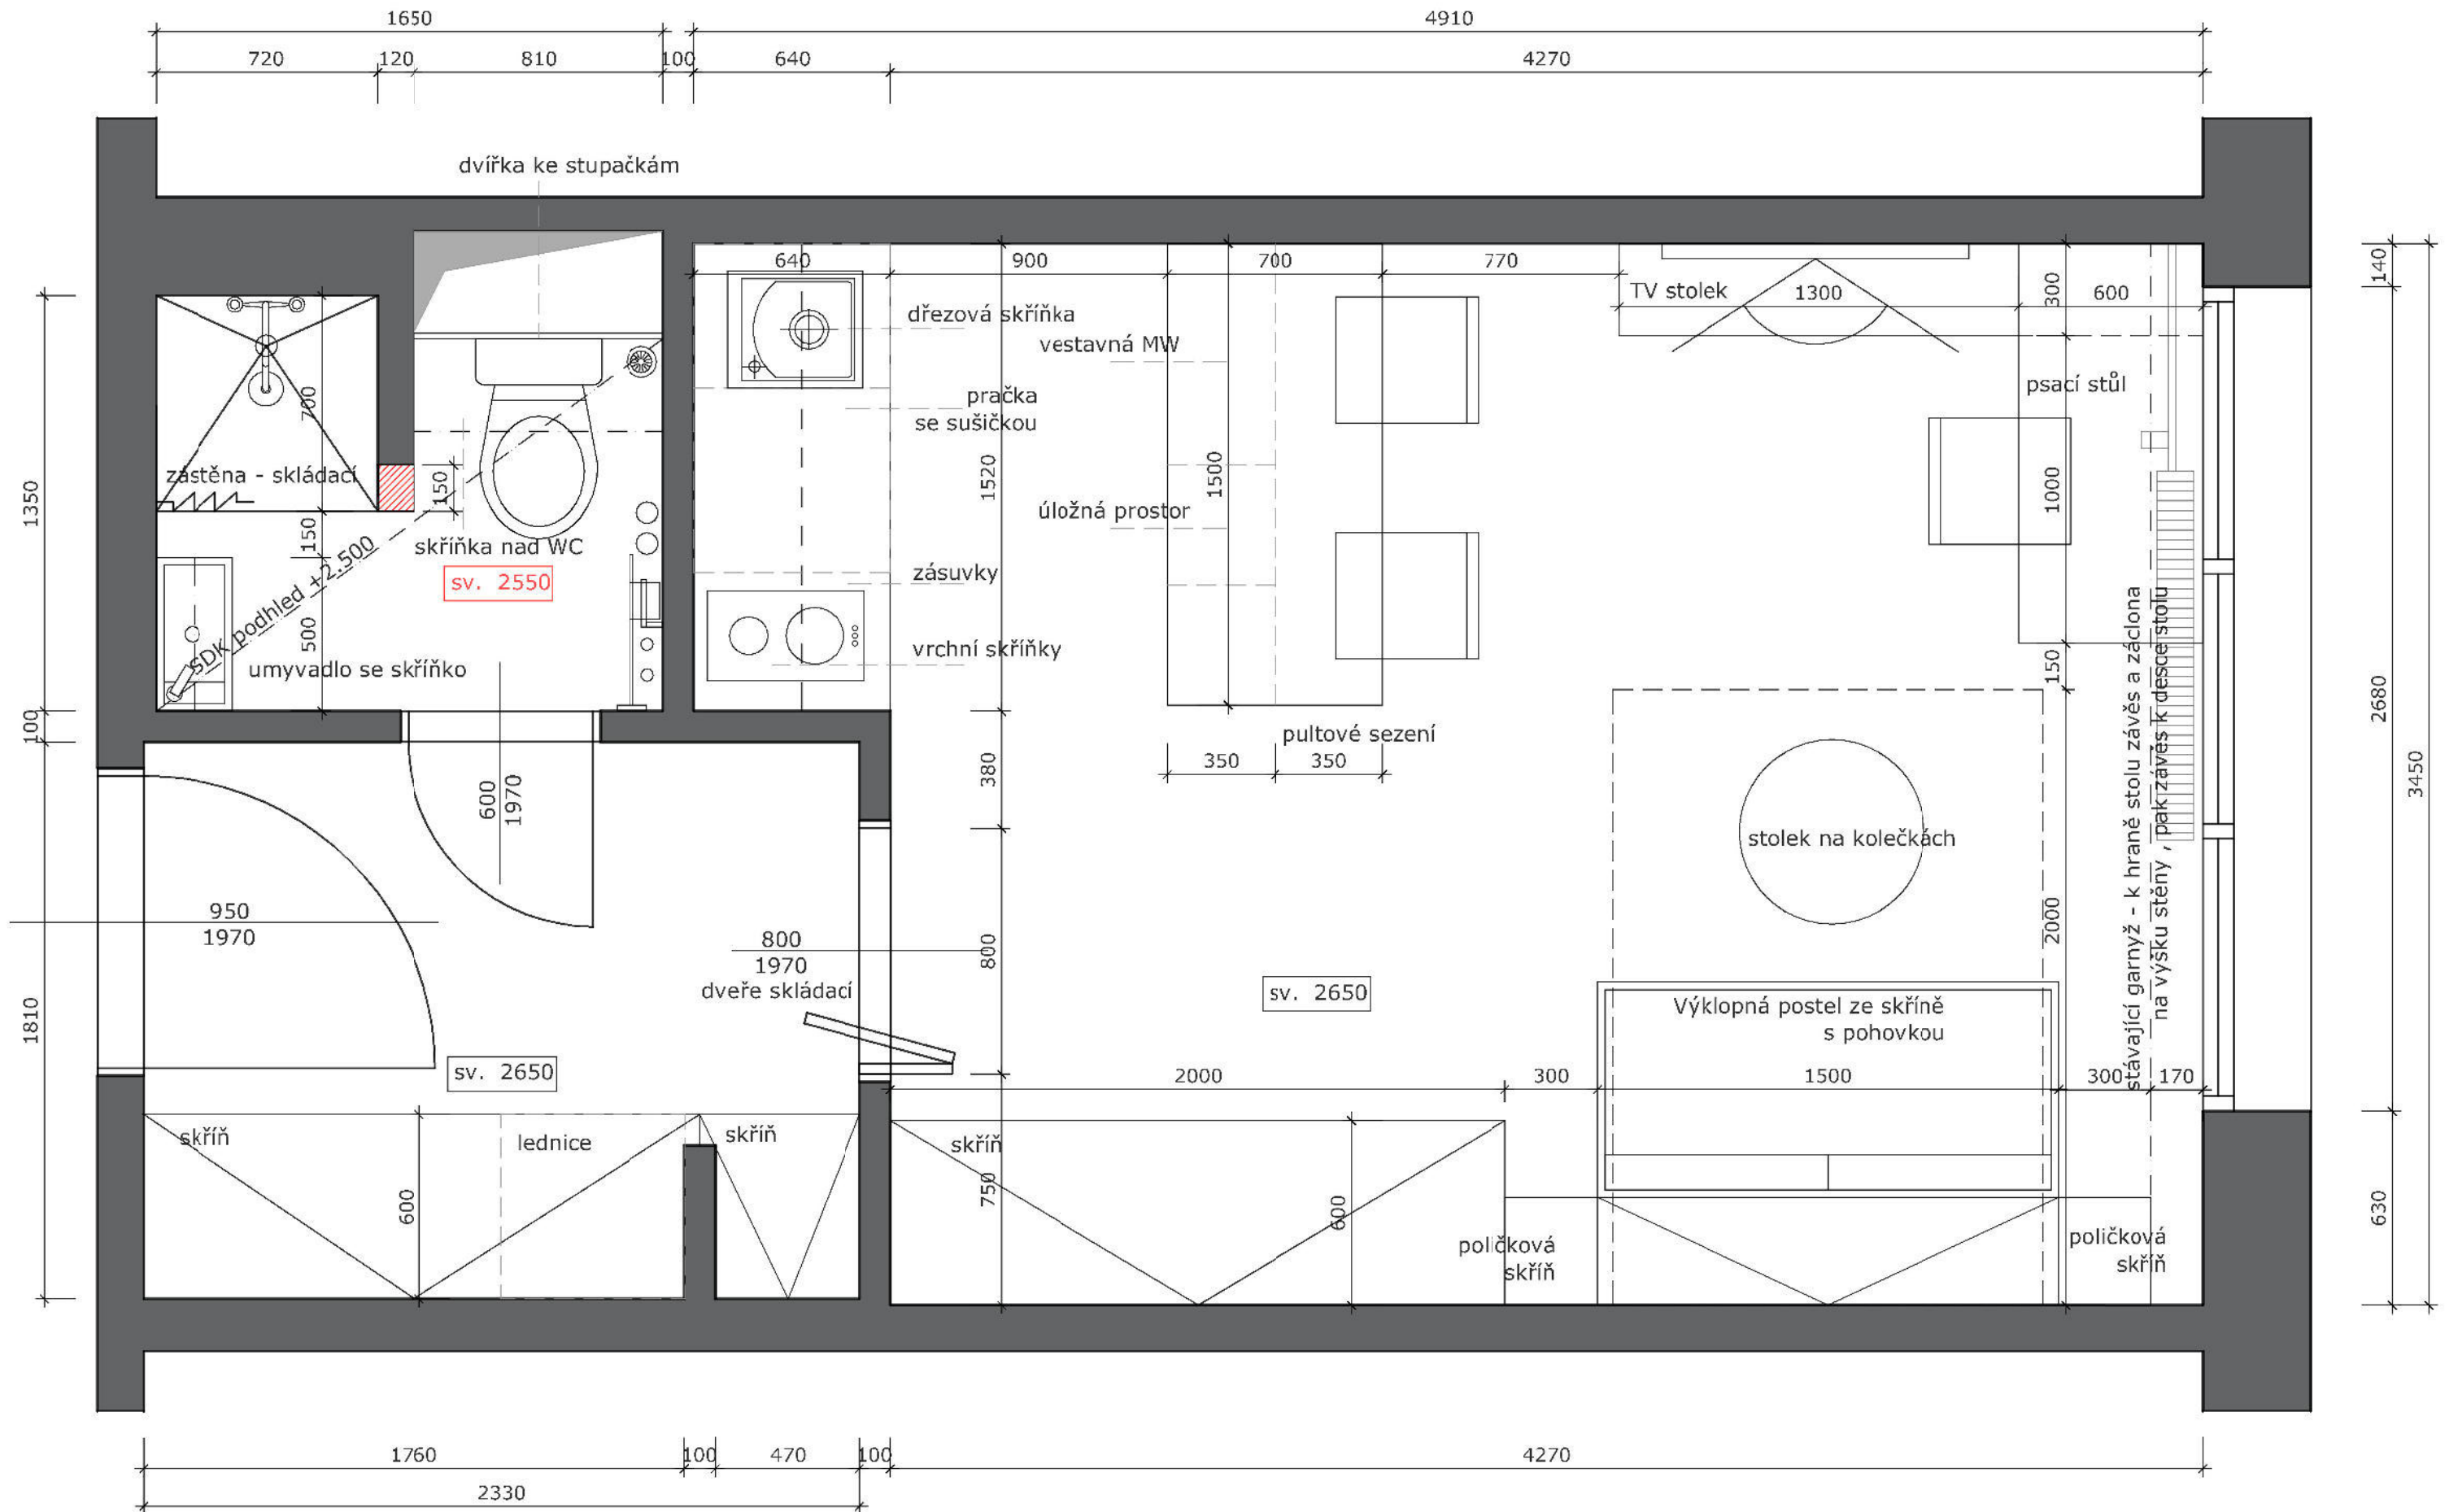 1650
4910
720
120
810
100
640
4270
dvířka ke stupačkám
640
900
700
770
TV stolek
1300
600
300
140
dřezová skříňka
vestavná MW
psací stůl
pračka
se sušičkou
700
zástěna - skládací
150
1520
1500
1000
1350
úložná prostor
150
skříňka nad WC
SDK podhled +2.500
sv. 2550
zásuvky
500
umyvadlo se skříňko
vrchní skříňky
150
2680
3450
100
pultové sezení
350
350
380
600
1970
stolek na kolečkách
stávající garnyž - k hraně stolu závěs a záclona
na výšku stěny , pak závěs k desce stolu
950
1970
800
1970
dveře skládací
800
2000
sv. 2650
Výklopná postel ze skříně
s pohovkou
1810
sv. 2650
2000
300
1500
300
170
skříň
lednice
skříň
skříň
600
750
600
630
poličková
skříň
poličková
skříň
1760
100
470
100
4270
2330